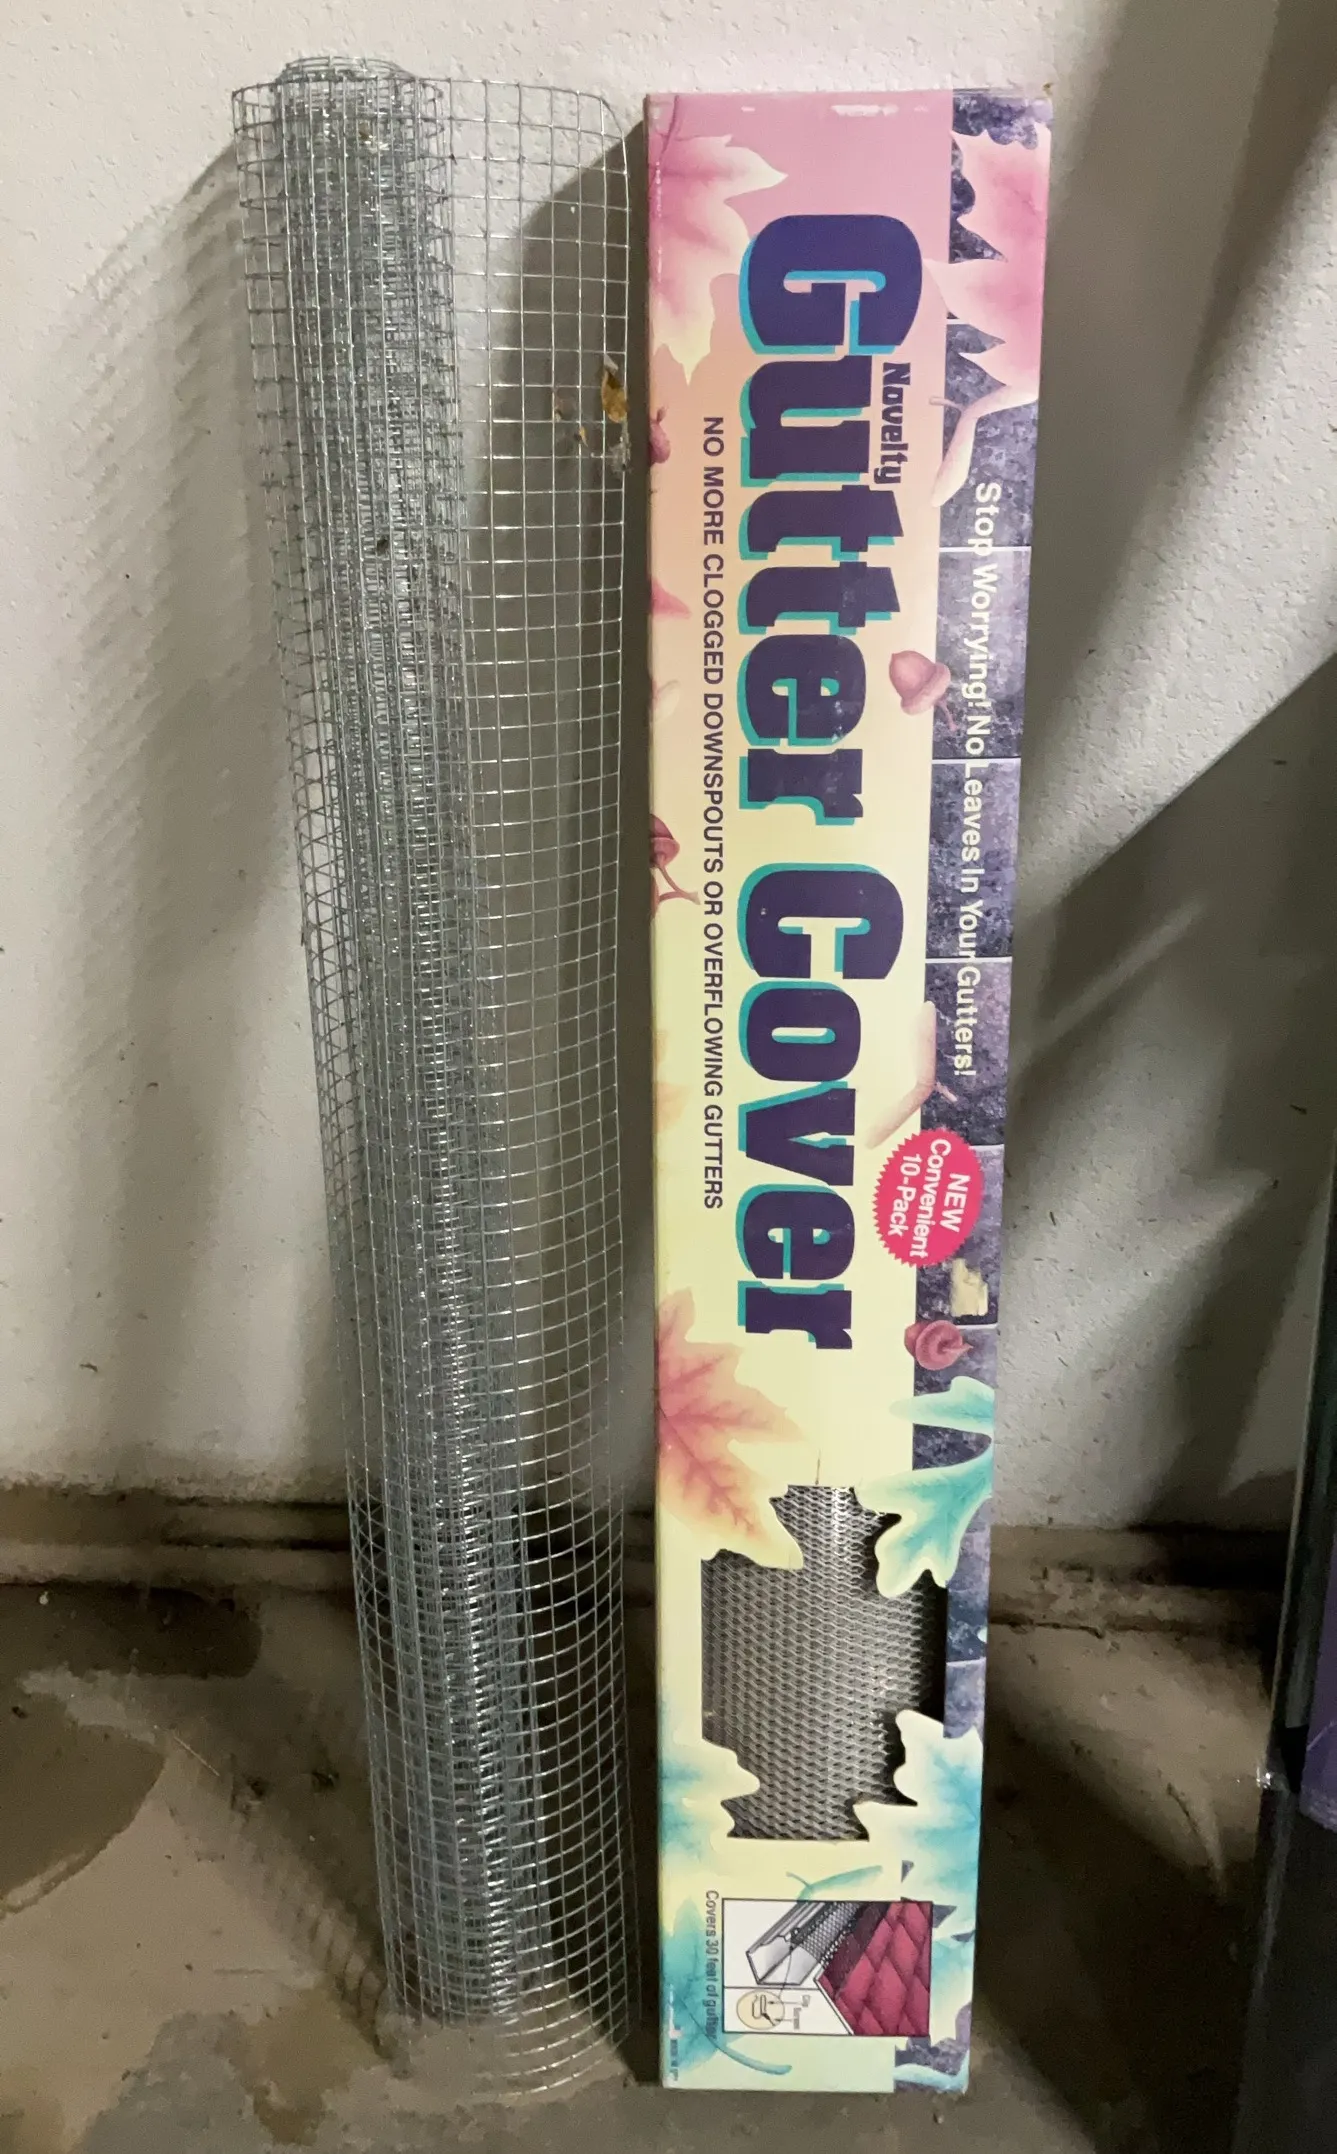 Stop Worrying! No Leaves In Your Gutters!
Novelty
Gutter Cover
NO MORE CLOGGED DOWNSPOUTS OR OVERFLOWING GUTTERS
NEW
Convenient
10-Pack
Covers 30 feet of gutter